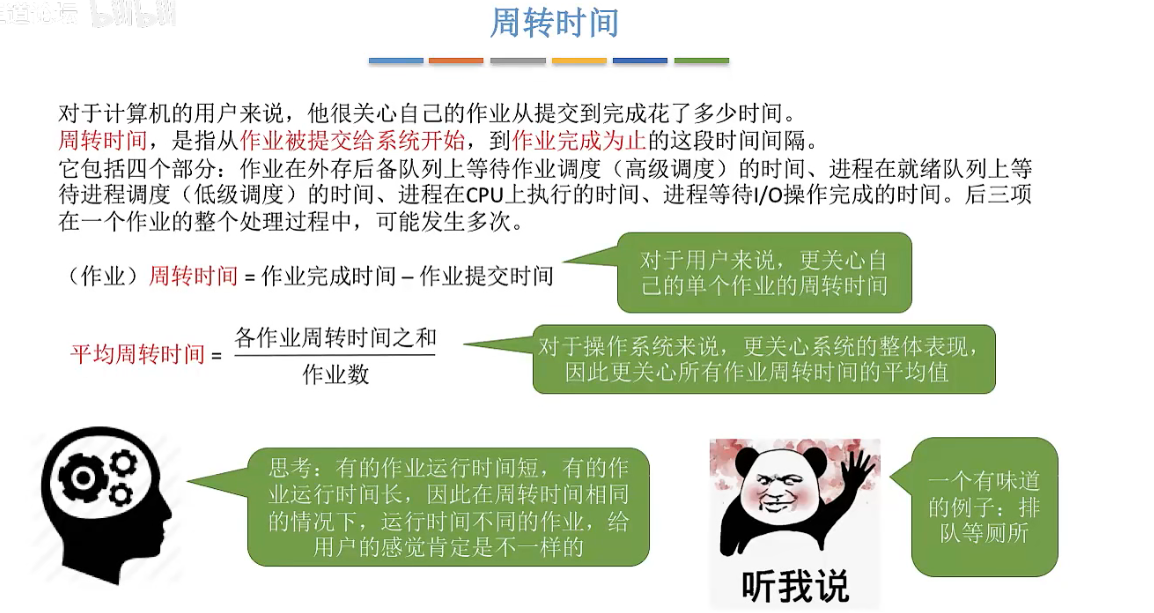 周转时间
对于计算机的用户来说，他很关心自己的作业从提交到完成花了多少时间。
周转时间，是指从作业被提交给系统开始，到作业完成为止的这段时间间隔。
它包括四个部分：作业在外存后备队列上等待作业调度（高级调度）的时间、进程在就绪队列上等
待进程调度（低级调度）的时间、进程在CPU上执行的时间、进程等待I/O操作完成的时间。后三项
在一个作业的整个处理过程中，可能发生多次。
（作业）周转时间 = 作业完成时间 – 作业提交时间
对于用户来说，更关心自
己的单个作业的周转时间
平均周转时间 =
各作业周转时间之和
作业数
对于操作系统来说，更关心系统的整体表现，
因此更关心所有作业周转时间的平均值
思考：有的作业运行时间短，有的作
业运行时间长，因此在周转时间相同
的情况下，运行时间不同的作业，给
用户的感觉肯定是不一样的
听我说
一个有味道
的例子：排
队等厕所